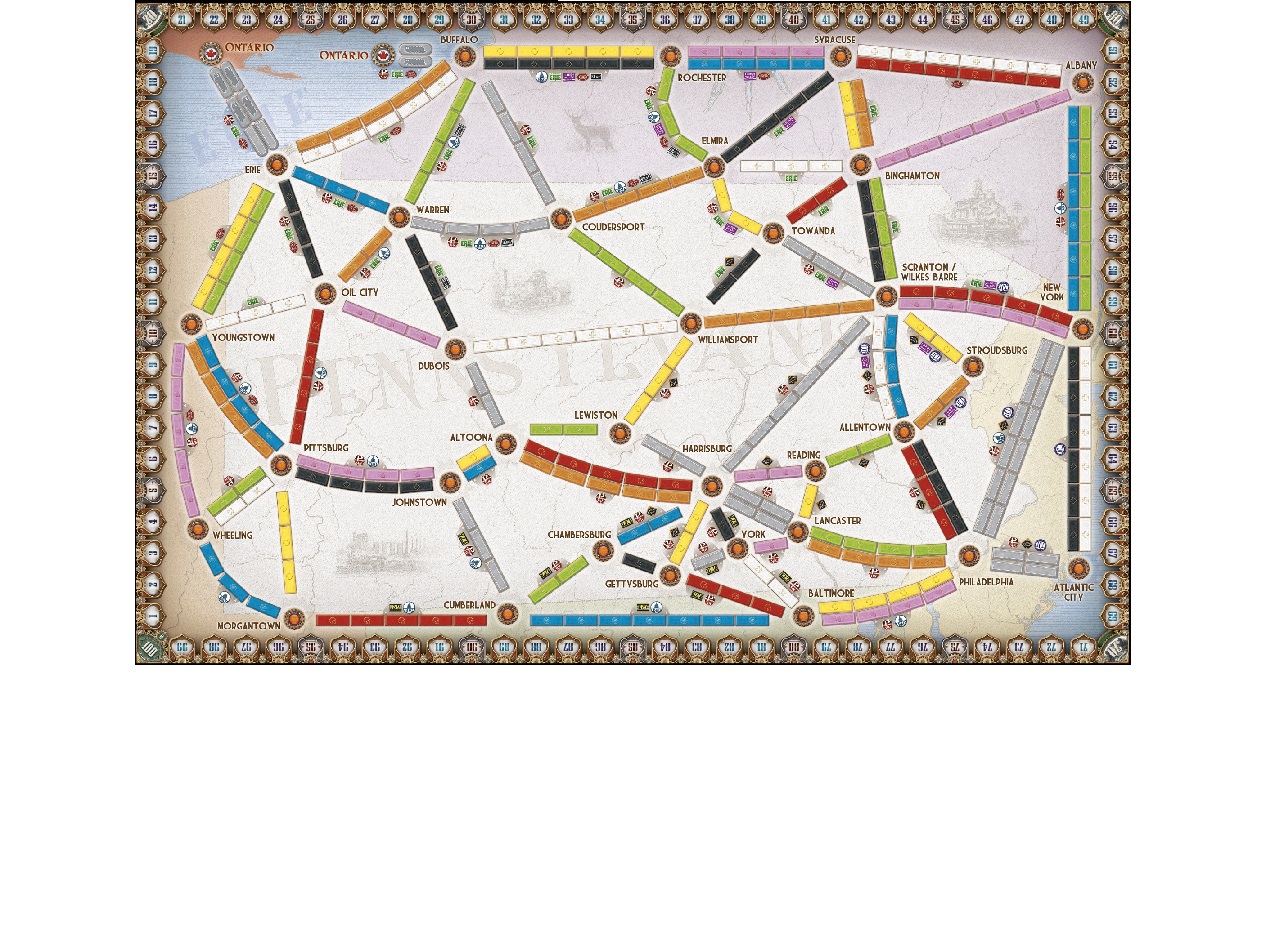 21 22 23 24 25 26 27 28 29 30 31 32 33 34 35 36 37 38 39 40 41 42 43 44 45 46 47 48 49
ONTARIO
ONTARIO
BUFFALO
ROCHESTER
SYRACUSE
ALBANY
ERIE
ERIE
ELMIRA
BINGHAMTON
WARREN
COUDERSPORT
TOWANDA
OIL CITY
SCRANTON /
WILKES BARRE
NEW
YORK
YOUNGSTOWN
DUBOIS
WILLIAMSPORT
STROUDSBURG
PENNSYLVANIA
LEWISTON
ALLENTOWN
PITTSBURG
ALTOONA
HARRISBURG
READING
JOHNSTOWN
LANCASTER
WHEELING
CHAMBERSBURG
YORK
GETTYSBURG
PHILADELPHIA
ATLANTIC
CITY
BALTIMORE
CUMBERLAND
MORGANTOWN